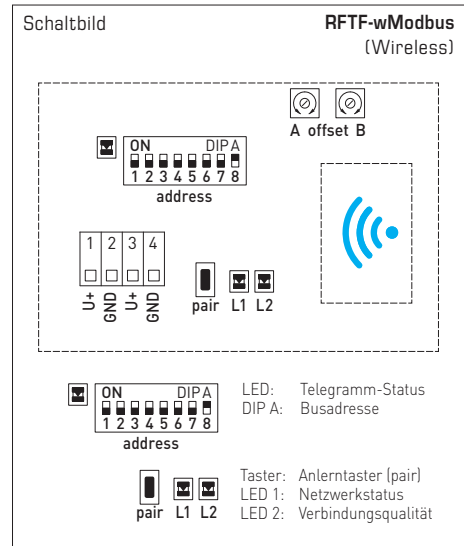 Schaltbild RFTF-wModbus
(Wireless)
A offset B
ON DIP A
1 2 3 4 5 6 7 8
address
1 2 3 4
U+ GND U+ GND
pair L1 L2
ON DIP A
1 2 3 4 5 6 7 8
address
LED: Telegramm-Status
DIP A: Busadresse
pair L1 L2
Taster: Anlerntaster (pair)
LED 1: Netzwerkstatus
LED 2: Verbindungsqualität